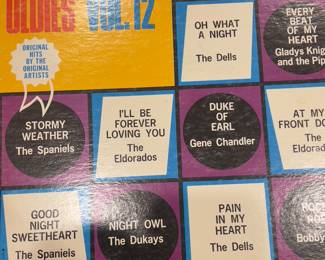 OLDIES VOL. 12
ORIGINAL
HITS
BY THE
ORIGINAL
ARTISTS
OH WHAT
A NIGHT
The Dells
EVERY
BEAT OF
MY
HEART
Gladys Knig
and the Pip
STORMY
WEATHER
The Spaniels
I'LL BE
FOREVER
LOVING YOU
The
Eldorados
DUKE
OF
EARL
Gene Chandler
AT MY
FRONT DO
The
Eldorad
GOOD
NIGHT
SWEETHEART
The Spaniels
NIGHT OWL
The Dukays
PAIN
IN MY
HEART
The Dells
Bobby